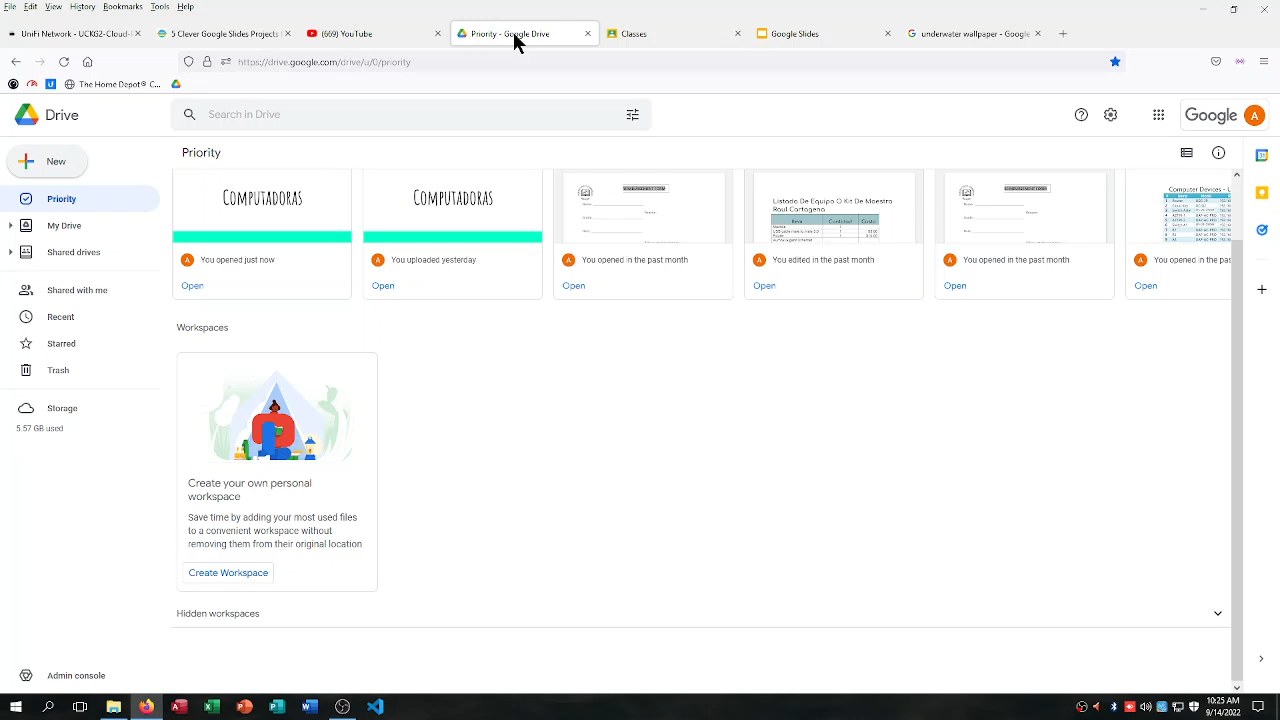 File Edit View History Bookmarks Tools Help
UniFi Network - UCKG2-Cloud-
5 Clever Google Slides Projects
(669) YouTube
Priority - Google Drive
Classes
Google Slides
underwater wallpaper - Google
https://drive.google.com/drive/u/0/priority
The Home Depot® C...
Drive
Search in Drive
Google
A
New
Priority
Priority
My Drive
Shared drives
Shared with me
Recent
Starred
Trash
Storage
5.57 GB used
Admin console
COMPUTADORAS
COMPUTADORAS
Listado De Equipo O Kit De Maestro
Raul Cartogeno
Item Cantidad Costo
Computer Devices - U
A You opened just now
A You uploaded yesterday
A You opened in the past month
A You edited in the past month
A You opened in the past month
A You opened in the pas
Open
Open
Open
Open
Open
Open
Workspaces
Create your own personal
workspace
Save time by adding your most used files
to a convenient workspace without
removing them from their original location
Create Workspace
Hidden workspaces
10:25 AM
9/14/2022